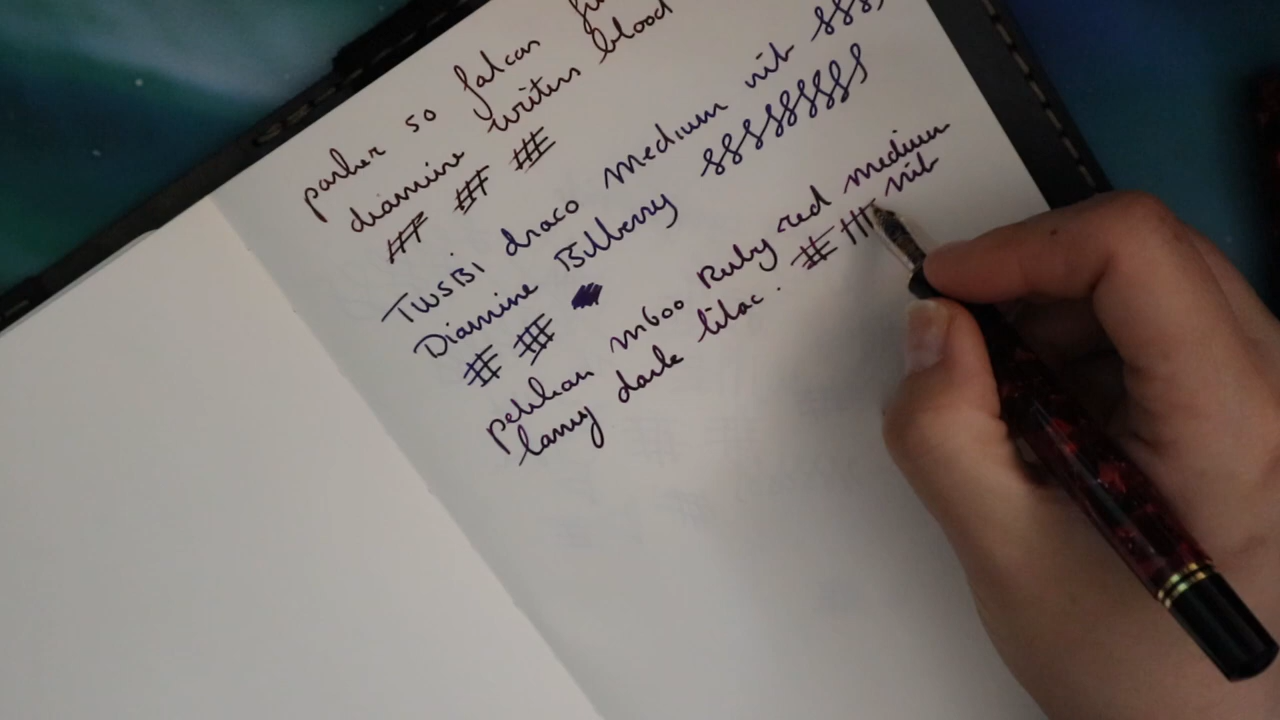 parker 50 falcon
diamine writers blood
TWSBI draco medium nib
Diamine Bilberry
pelikan m600 Ruby red medium
nib
lamy dark lilac.